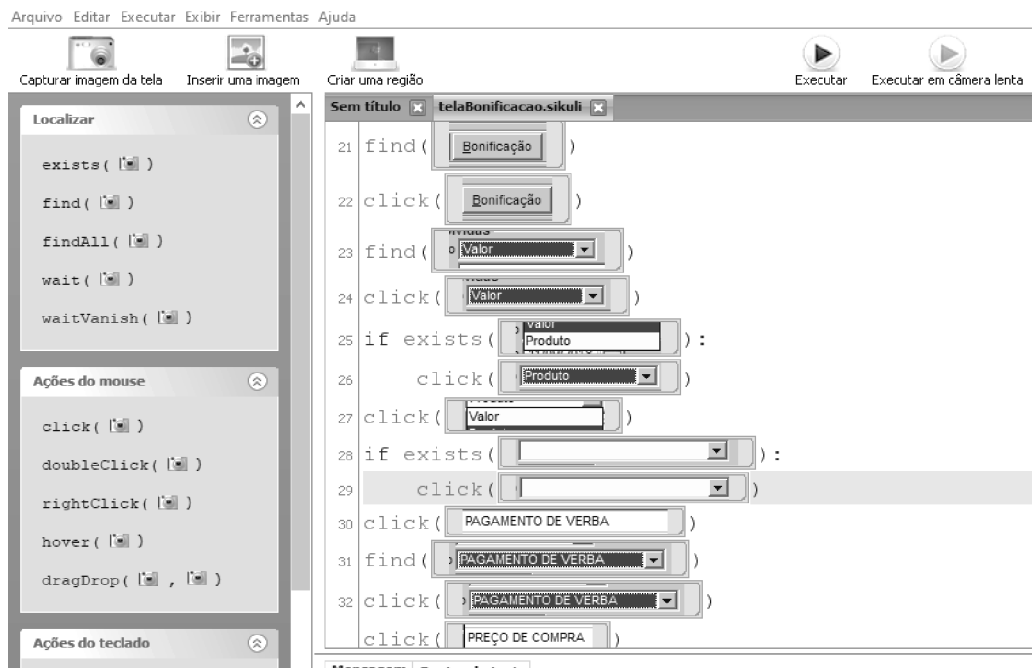 Arquivo Editar Executar Exibir Ferramentas Ajuda
Capturar imagem da tela Inserir uma imagem Criar uma região Executar Executar em câmera lenta
Sem título telaBonificacao.sikuli
Localizar
exists( )
find( )
findAll( )
wait( )
waitVanish( )
Ações do mouse
click( )
doubleClick( )
rightClick( )
hover( )
dragDrop( , )
Ações do teclado
21 find( Bonificação )
22 click( Bonificação )
23 find( Valor )
24 click( Valor )
25 if exists( Valor Produto ):
26 click( Produto )
27 click( Valor )
28 if exists( ):
29 click( )
30 click( PAGAMENTO DE VERBA )
31 find( PAGAMENTO DE VERBA )
32 click( PAGAMENTO DE VERBA )
click( PREÇO DE COMPRA )